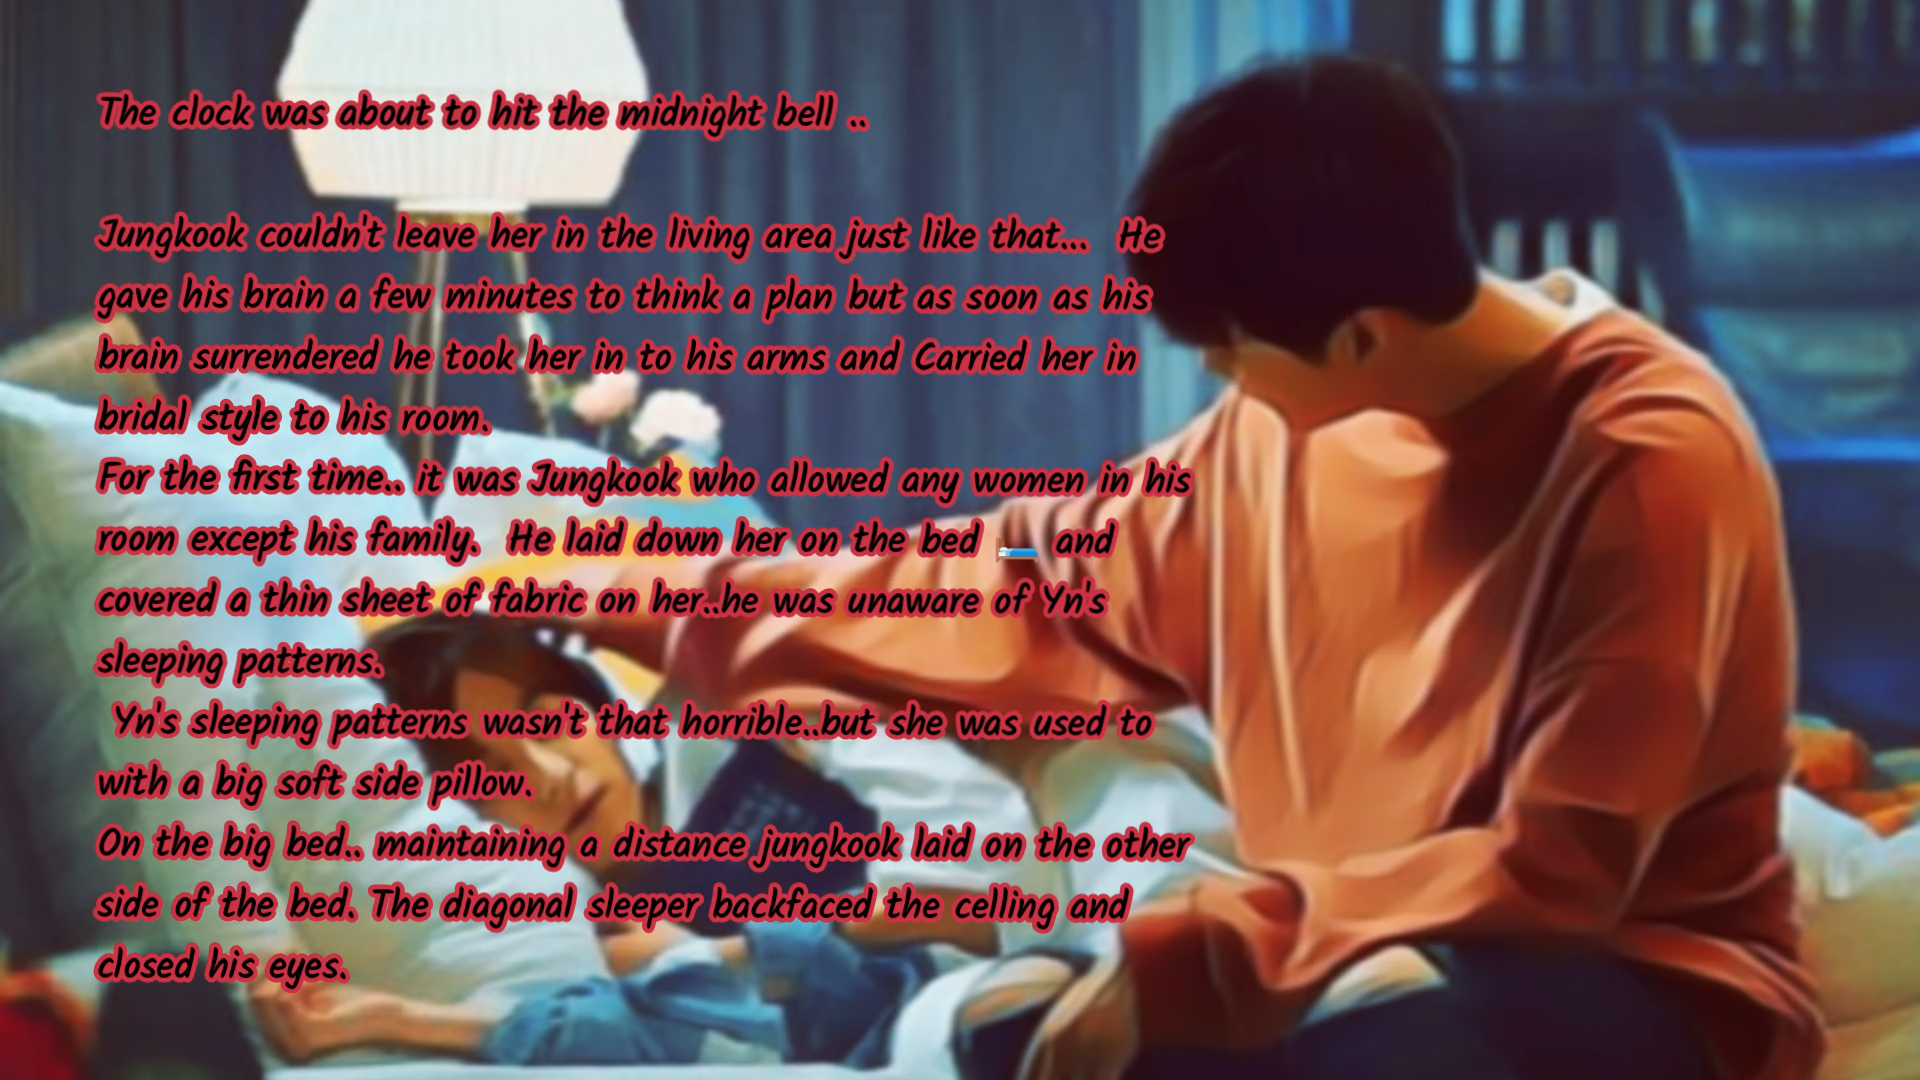 The clock was about to hit the midnight bell ..
Jungkook couldn't leave her in the living area just like that... He
gave his brain a few minutes to think a plan but as soon as his
brain surrendered he took her in to his arms and Carried her in
bridal style to his room.
For the first time.. it was Jungkook who allowed any women in his
room except his family. He laid down her on the bed 🛏️ and
covered a thin sheet of fabric on her..he was unaware of Yn's
sleeping patterns.
Yn's sleeping patterns wasn't that horrible..but she was used to
with a big soft side pillow.
On the big bed.. maintaining a distance jungkook laid on the other
side of the bed. The diagonal sleeper backfaced the celling and
closed his eyes.